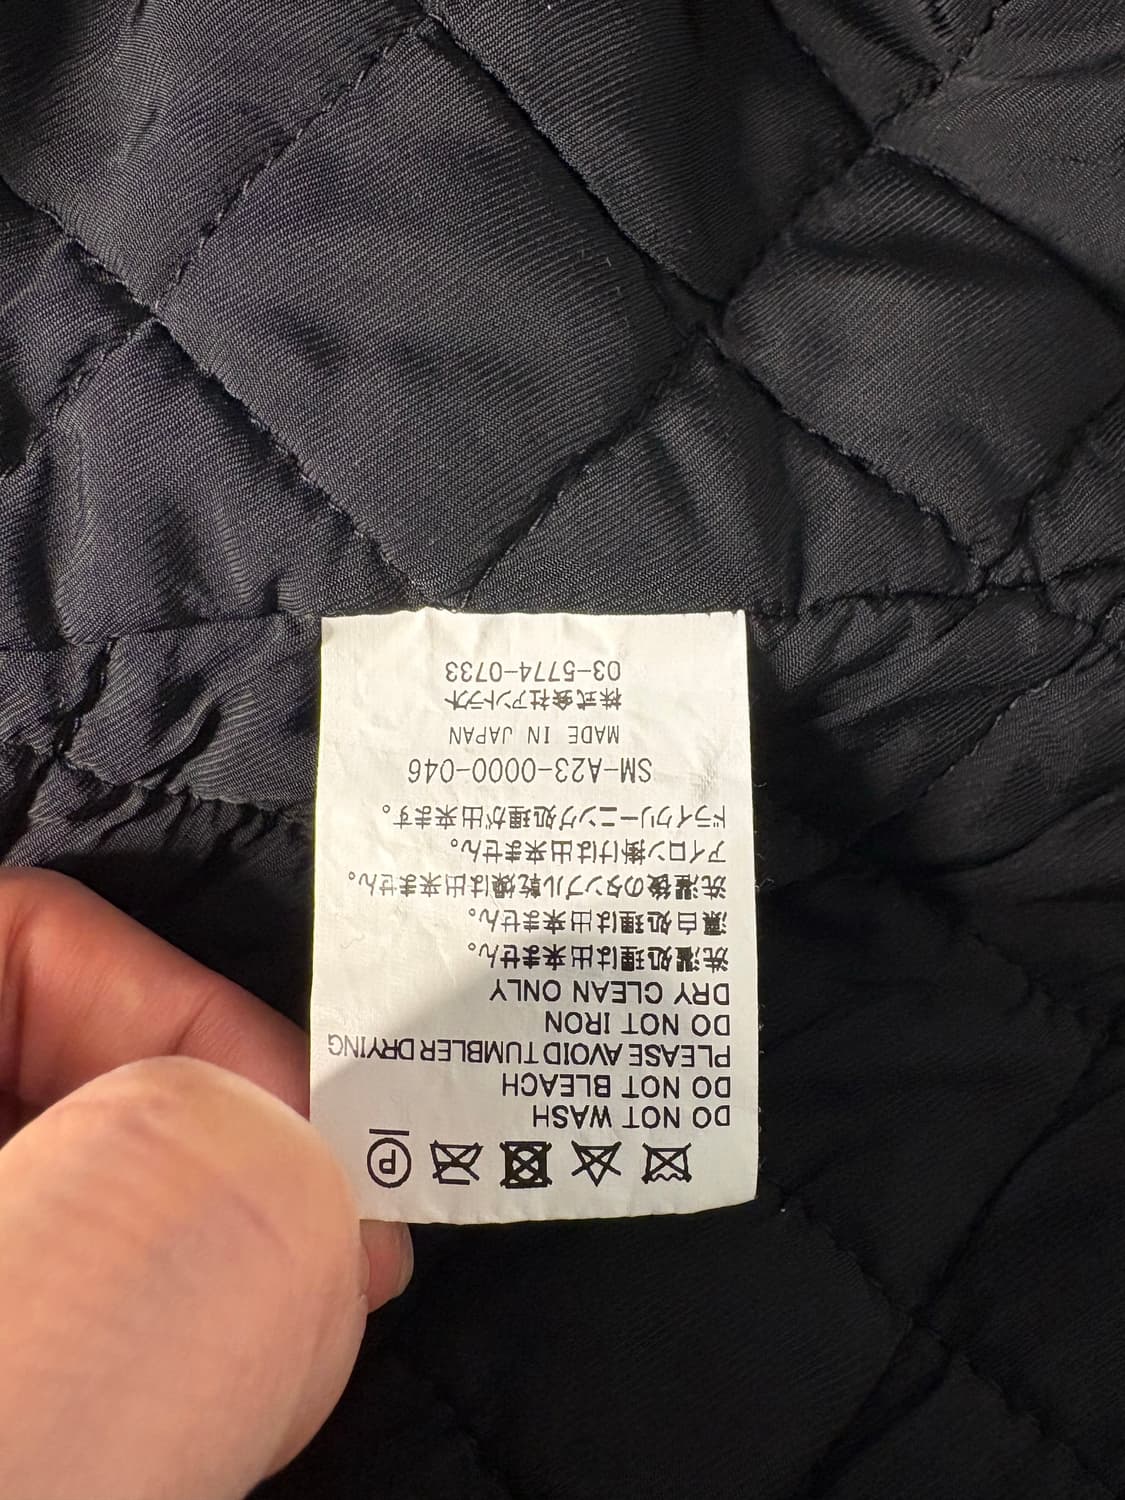 DO NOT WASH
DO NOT BLEACH
PLEASE AVOID TUMBLER DRYING
DO NOT IRON
DRY CLEAN ONLY
洗濯処理は出来ません。
漂白処理は出来ません。
洗濯後のタンブル乾燥は出来ません。
アイロン掛けは出来ません。
ドライクリーニング処理が出来ます。
SM-A23-0000-046
MADE IN JAPAN
株式会社アントラオ
03-5774-0733
P